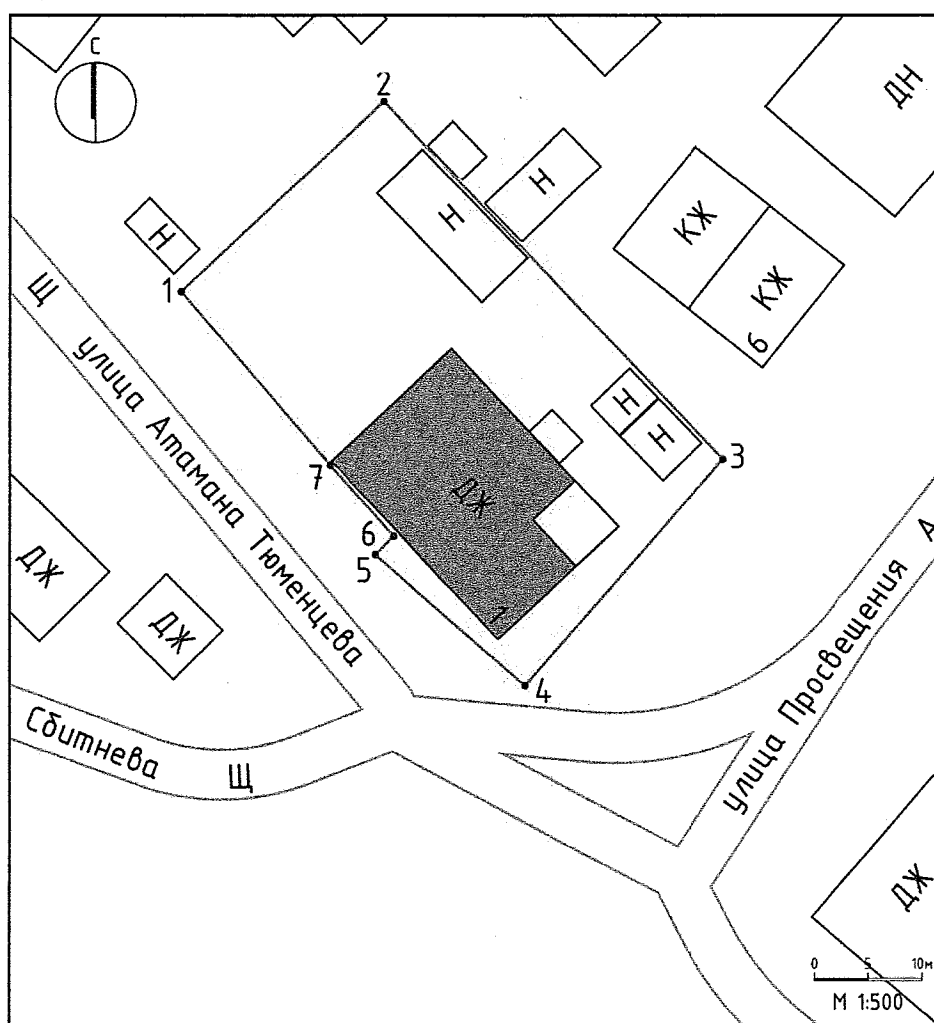 С
2
ДН
Н
Н
КЖ
КЖ
6
Н
1
Щ
улица Атамана Тюменцева
Н
Н
3
7
ДЖ
6
5
1
4
ДЖ
ДЖ
Сбитнева
Щ
улица Просвещения
А
ДЖ
0 5 10м
М 1:500